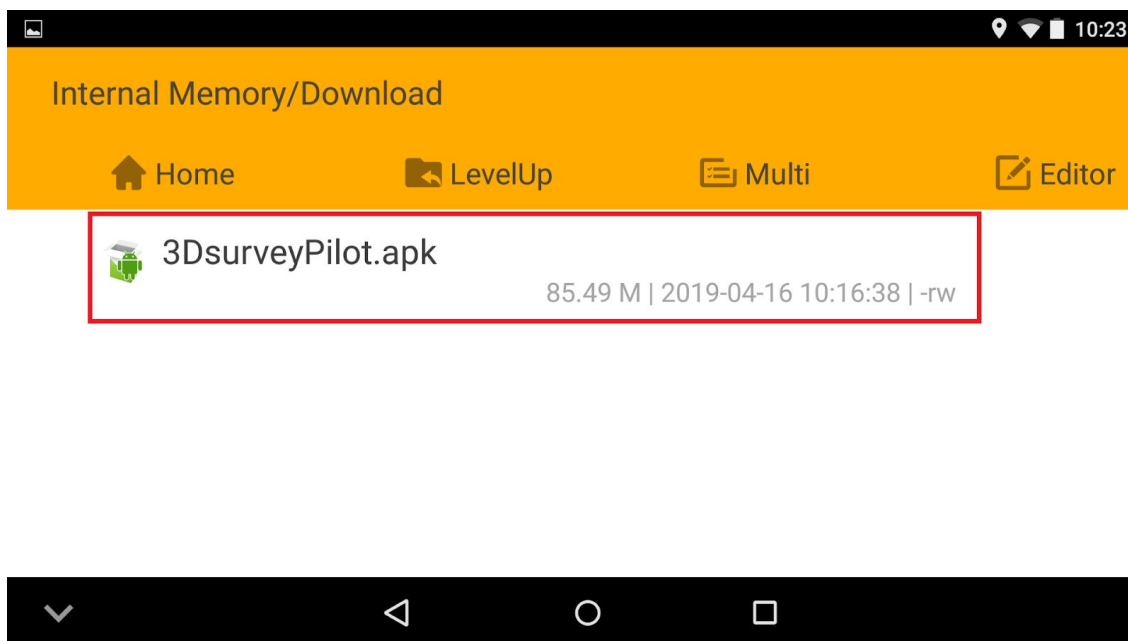 10:23
Internal Memory/Download
Home LevelUp Multi Editor
3DsurveyPilot.apk
85.49 M | 2019-04-16 10:16:38 | -rw